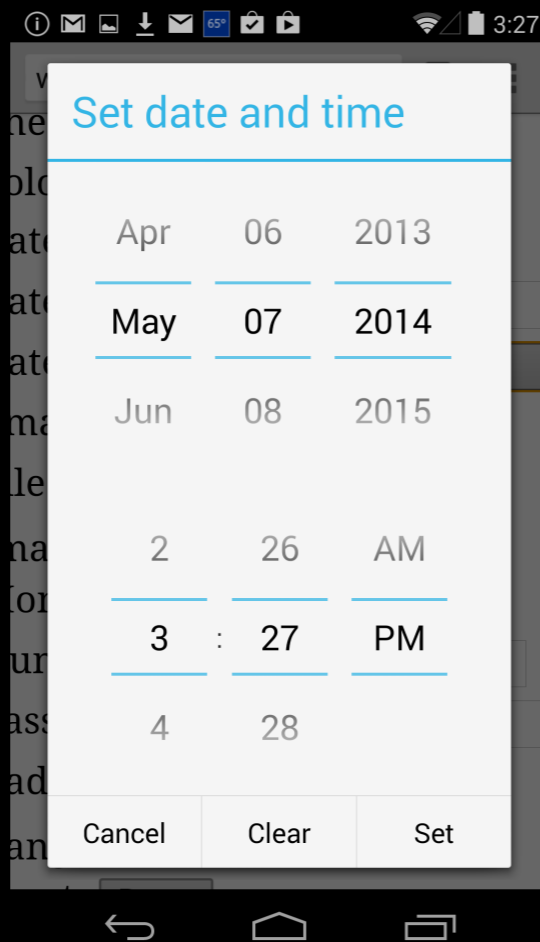 65° 3:27
Set date and time
Apr 06 2013
May 07 2014
Jun 08 2015
2 26 AM
3 : 27 PM
4 28
Cancel Clear Set